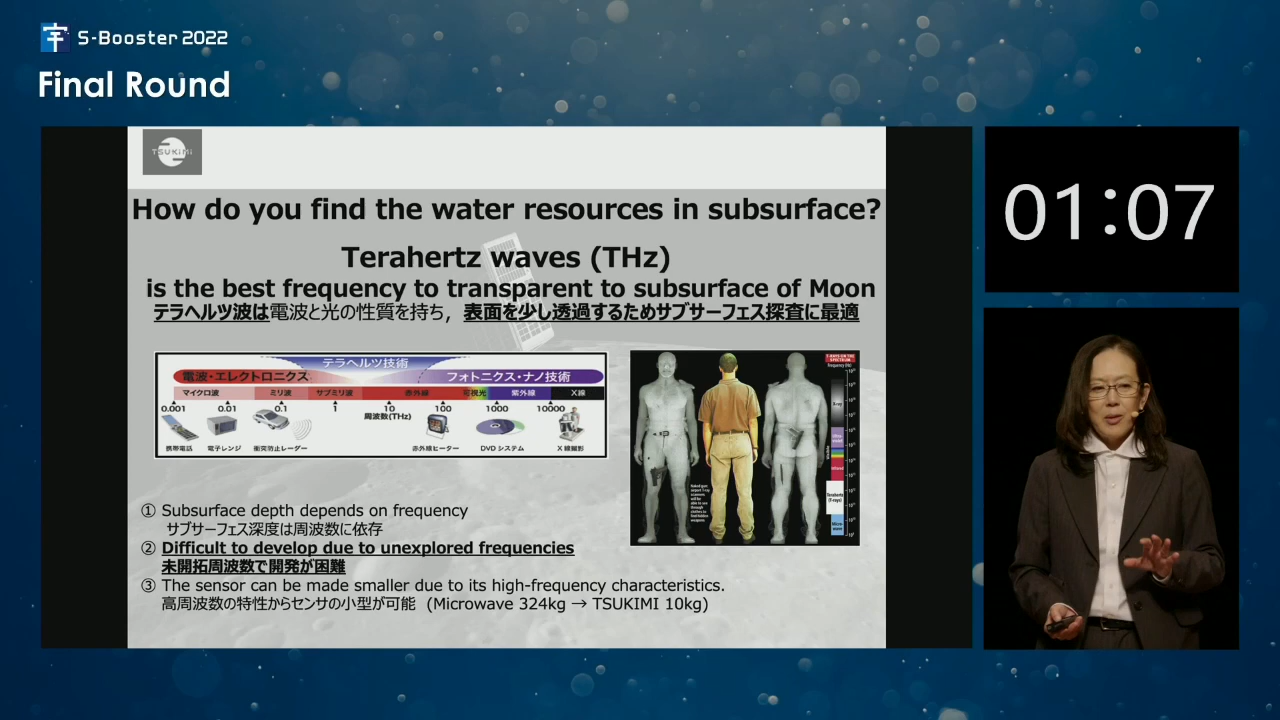 宇 S-Booster 2022
Final Round
TSUKIMI
How do you find the water resources in subsurface?
Terahertz waves (THz)
is the best frequency to transparent to subsurface of Moon
テラヘルツ波は電波と光の性質を持ち，表面を少し透過するためサブサーフェス探査に最適
テラヘルツ技術
電波・エレクトロニクス フォトニクス・ナノ技術
マイクロ波 ミリ波 サブミリ波 赤外線 可視光 紫外線 X線
0.001 0.01 0.1 1 10 100 1000 10000
周波数(THz)
携帯電話 電子レンジ 衝突防止レーダー 赤外線ヒーター DVD システム X 線撮影
① Subsurface depth depends on frequency
サブサーフェス深度は周波数に依存
② Difficult to develop due to unexplored frequencies
未開拓周波数で開発が困難
③ The sensor can be made smaller due to its high-frequency characteristics.
高周波数の特性からセンサの小型が可能 (Microwave 324kg → TSUKIMI 10kg)
01:07